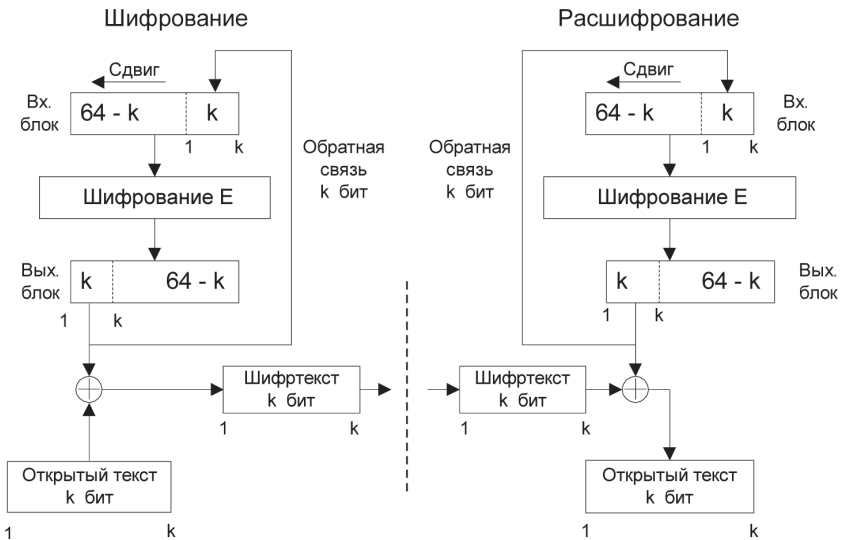 Шифрование
Сдвиг
Вх.
блок
64 - k
k
1
k
Обратная
связь
k бит
Шифрование E
Вых.
блок
k
64 - k
1
k
Шифртекст
k бит
1
k
Открытый текст
k бит
1
k
Расшифрование
Сдвиг
64 - k
k
Вх.
блок
1
k
Обратная
связь
k бит
Шифрование E
k
64 - k
Вых.
блок
1
k
Шифртекст
k бит
1
k
Открытый текст
k бит
1
k